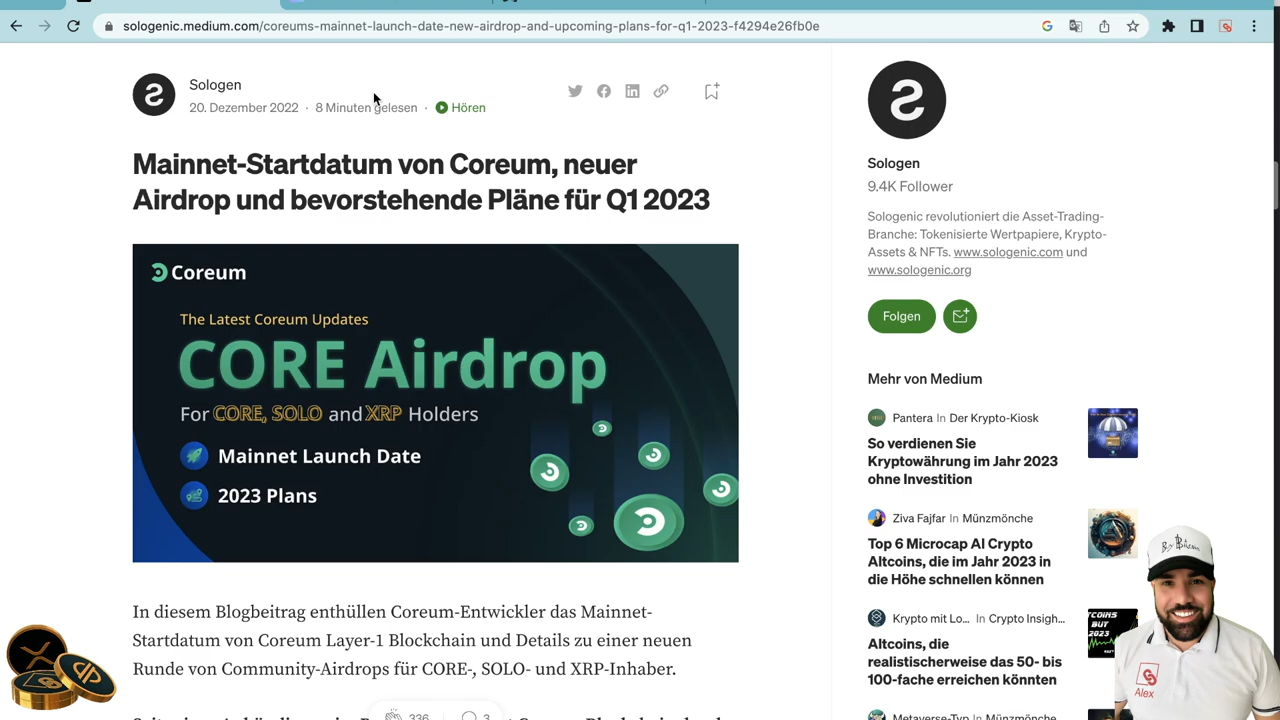 sologenic.medium.com/coreums-mainnet-launch-date-new-airdrop-and-upcoming-plans-for-q1-2023-f4294e26fb0e
Sologen
20. Dezember 2022 · 8 Minuten gelesen · Hören
Mainnet-Startdatum von Coreum, neuer
Airdrop und bevorstehende Pläne für Q1 2023
Coreum
The Latest Coreum Updates
CORE Airdrop
For CORE, SOLO and XRP Holders
Mainnet Launch Date
2023 Plans
In diesem Blogbeitrag enthüllen Coreum-Entwickler das Mainnet-
Startdatum von Coreum Layer-1 Blockchain und Details zu einer neuen
Runde von Community-Airdrops für CORE-, SOLO- und XRP-Inhaber.
336
3
Sologen
9.4K Follower
Sologenic revolutioniert die Asset-Trading-
Branche: Tokenisierte Wertpapiere, Krypto-
Assets & NFTs. www.sologenic.com und
www.sologenic.org
Folgen
Mehr von Medium
Pantera In Der Krypto-Kiosk
So verdienen Sie
Kryptowährung im Jahr 2023
ohne Investition
Ziva Fajfar In Münzmönche
Top 6 Microcap AI Crypto
Altcoins, die im Jahr 2023 in
die Höhe schnellen können
Krypto mit Lo... In Crypto Insigh...
Altcoins, die
realistischerweise das 50- bis
100-fache erreichen könnten
Metaverse-Typ In Münzmönche
TCOINS
BUY
2023
Alex